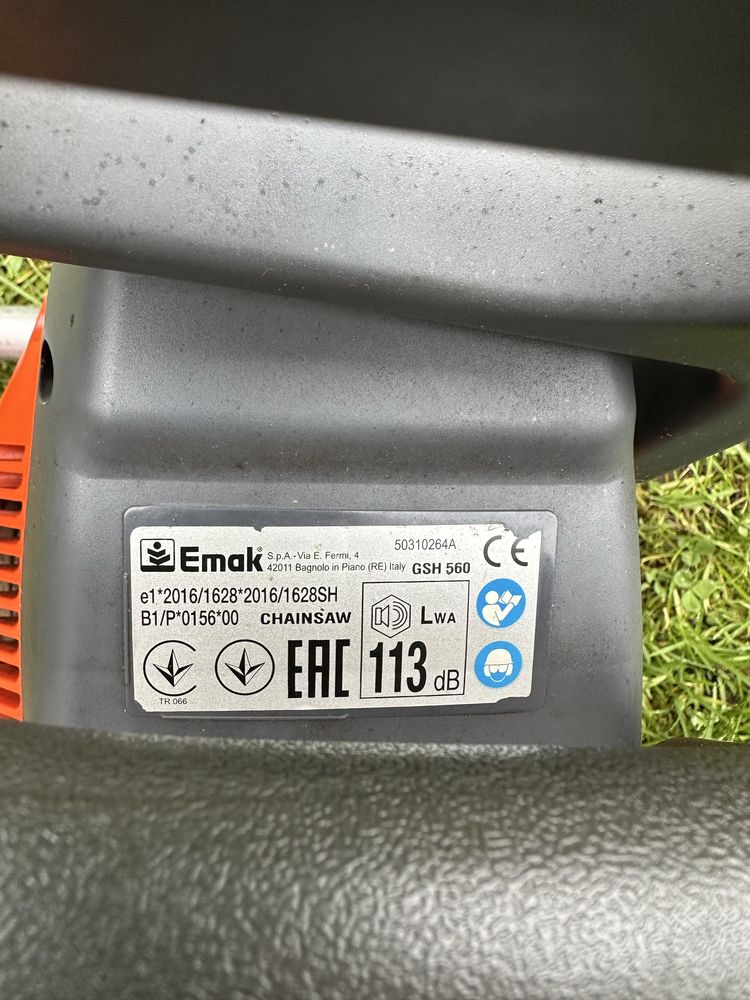 Emak S.p.A.-Via E. Fermi, 4
42011 Bagnolo in Piano (RE) Italy
50310264A
GSH 560
CE
e1*2016/1628*2016/1628SH
B1/P*0156*00 CHAINSAW
LWA
113 dB
TR 066
EAC